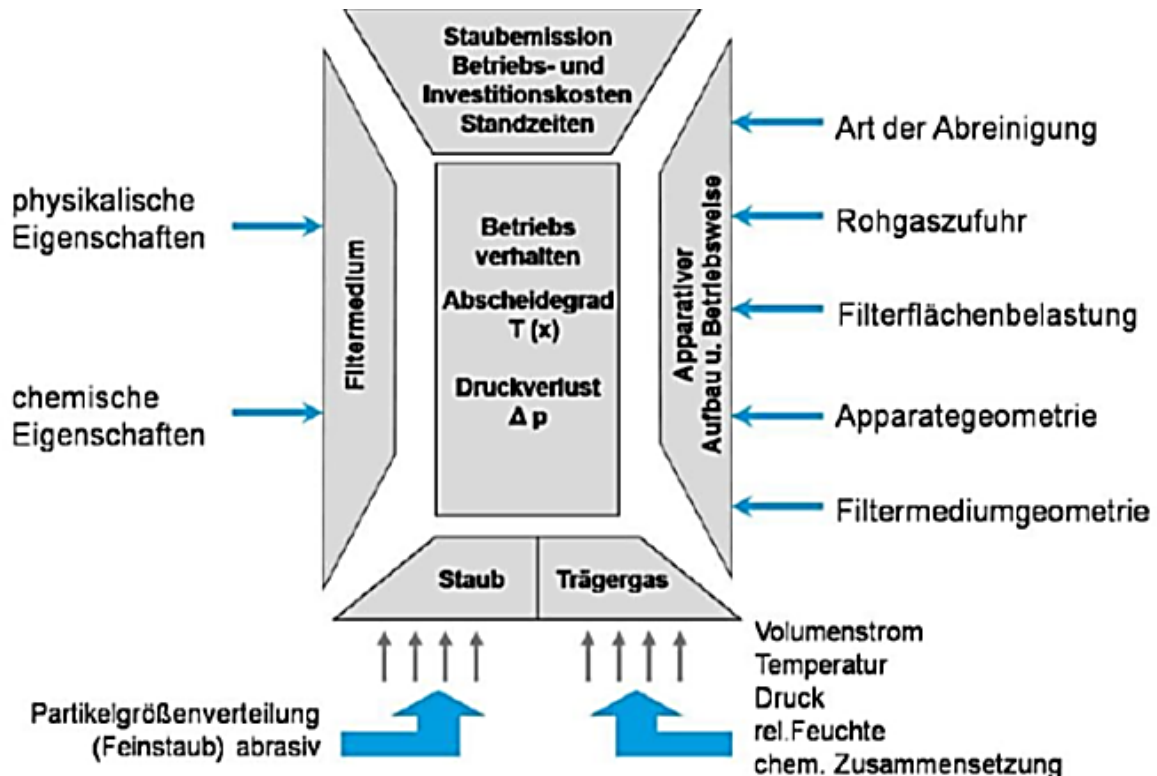 Staubemission
Betriebs- und
Investitionskosten
Standzeiten
physikalische
Eigenschaften
chemische
Eigenschaften
Filtermedium
Betriebs
verhalten
Abscheidegrad
T (x)
Druckverlust
Δ p
Apparativer
Aufbau u. Betriebsweise
Art der Abreinigung
Rohgaszufuhr
Filterflächenbelastung
Apparategeometrie
Filtermediumgeometrie
Staub
Trägergas
Partikelgrößenverteilung
(Feinstaub) abrasiv
Volumenstrom
Temperatur
Druck
rel.Feuchte
chem. Zusammensetzung